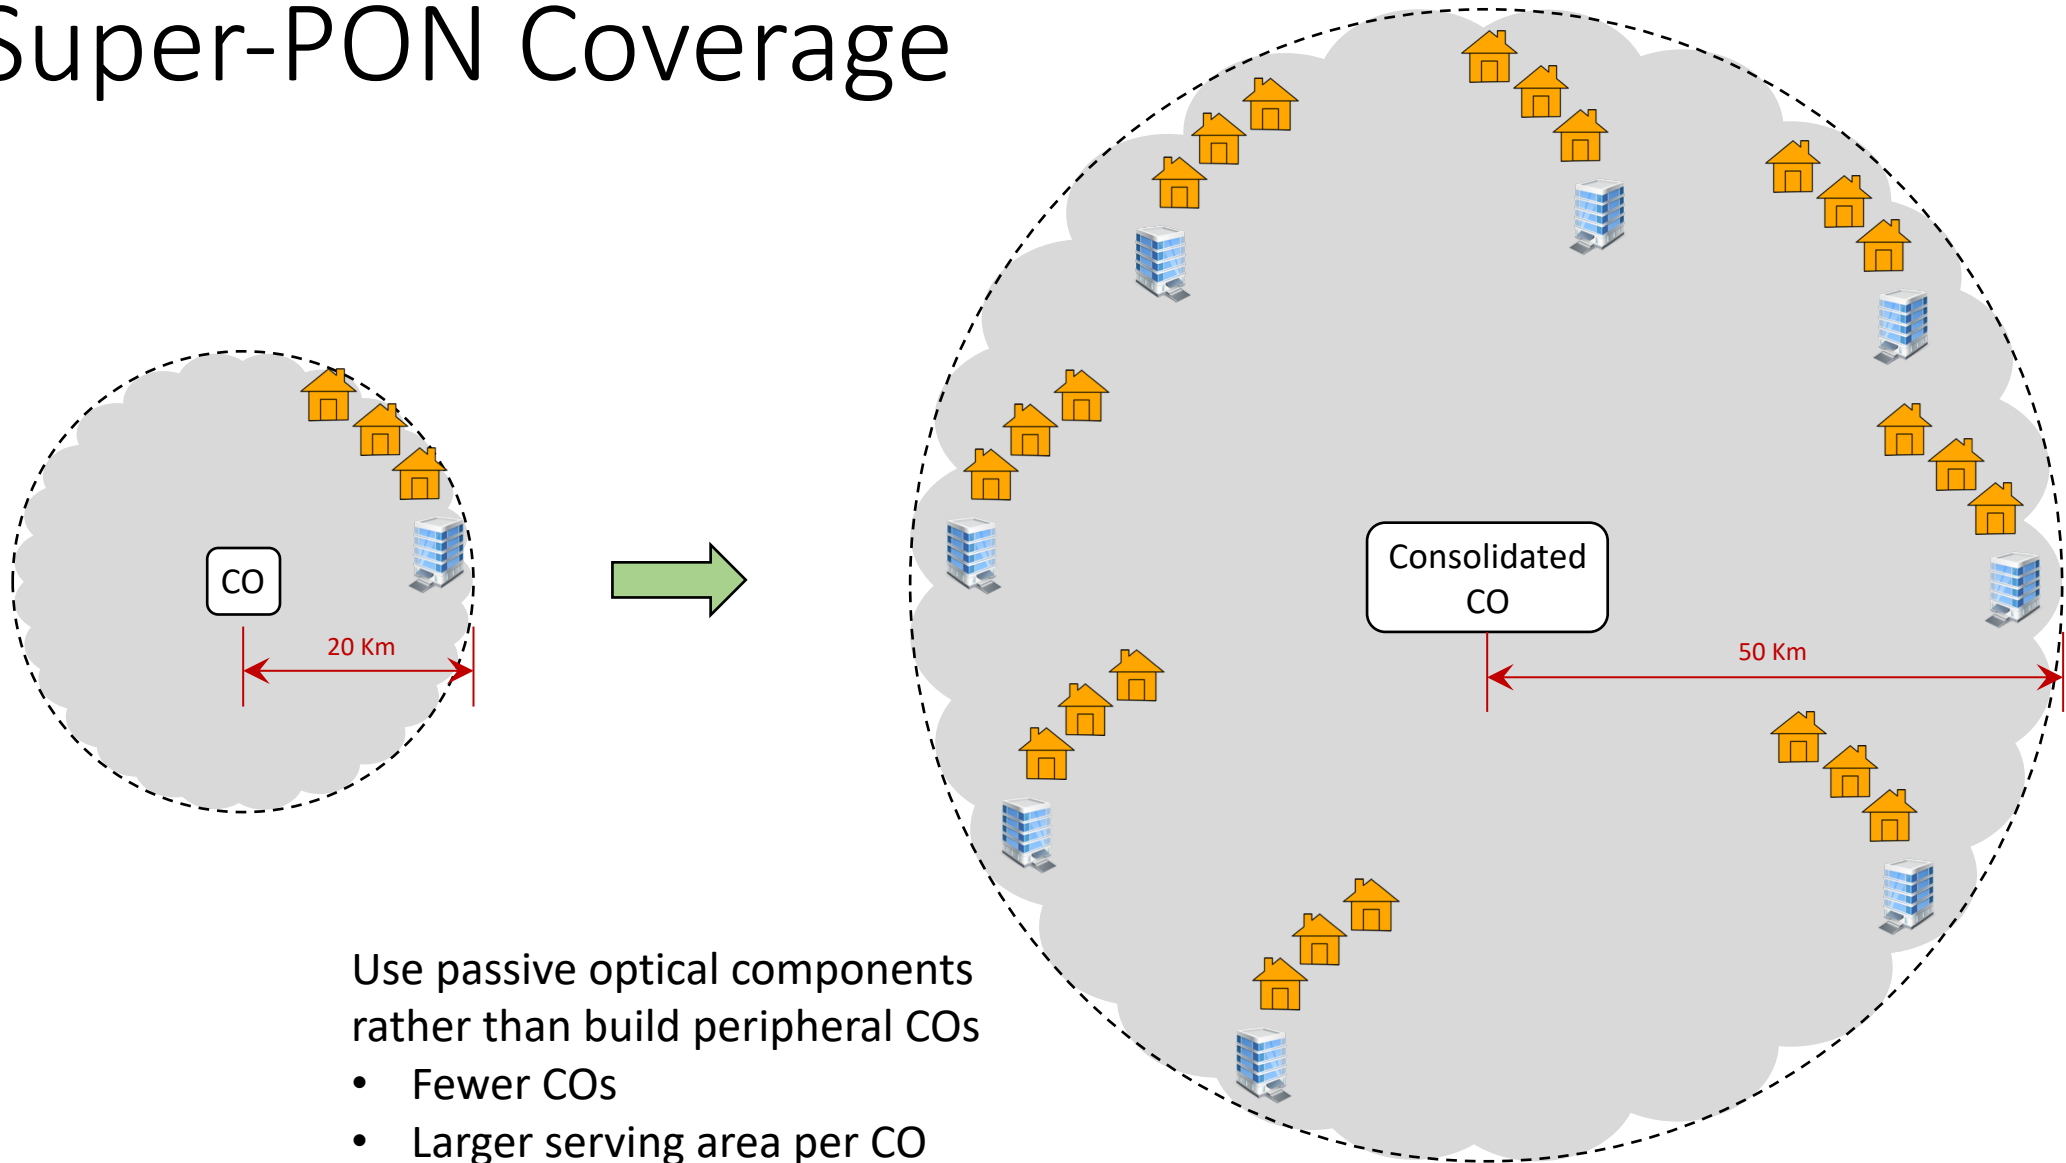 Super-PON Coverage
CO
20 Km
Consolidated
CO
50 Km
Use passive optical components
rather than build peripheral COs
• Fewer COs
• Larger serving area per CO